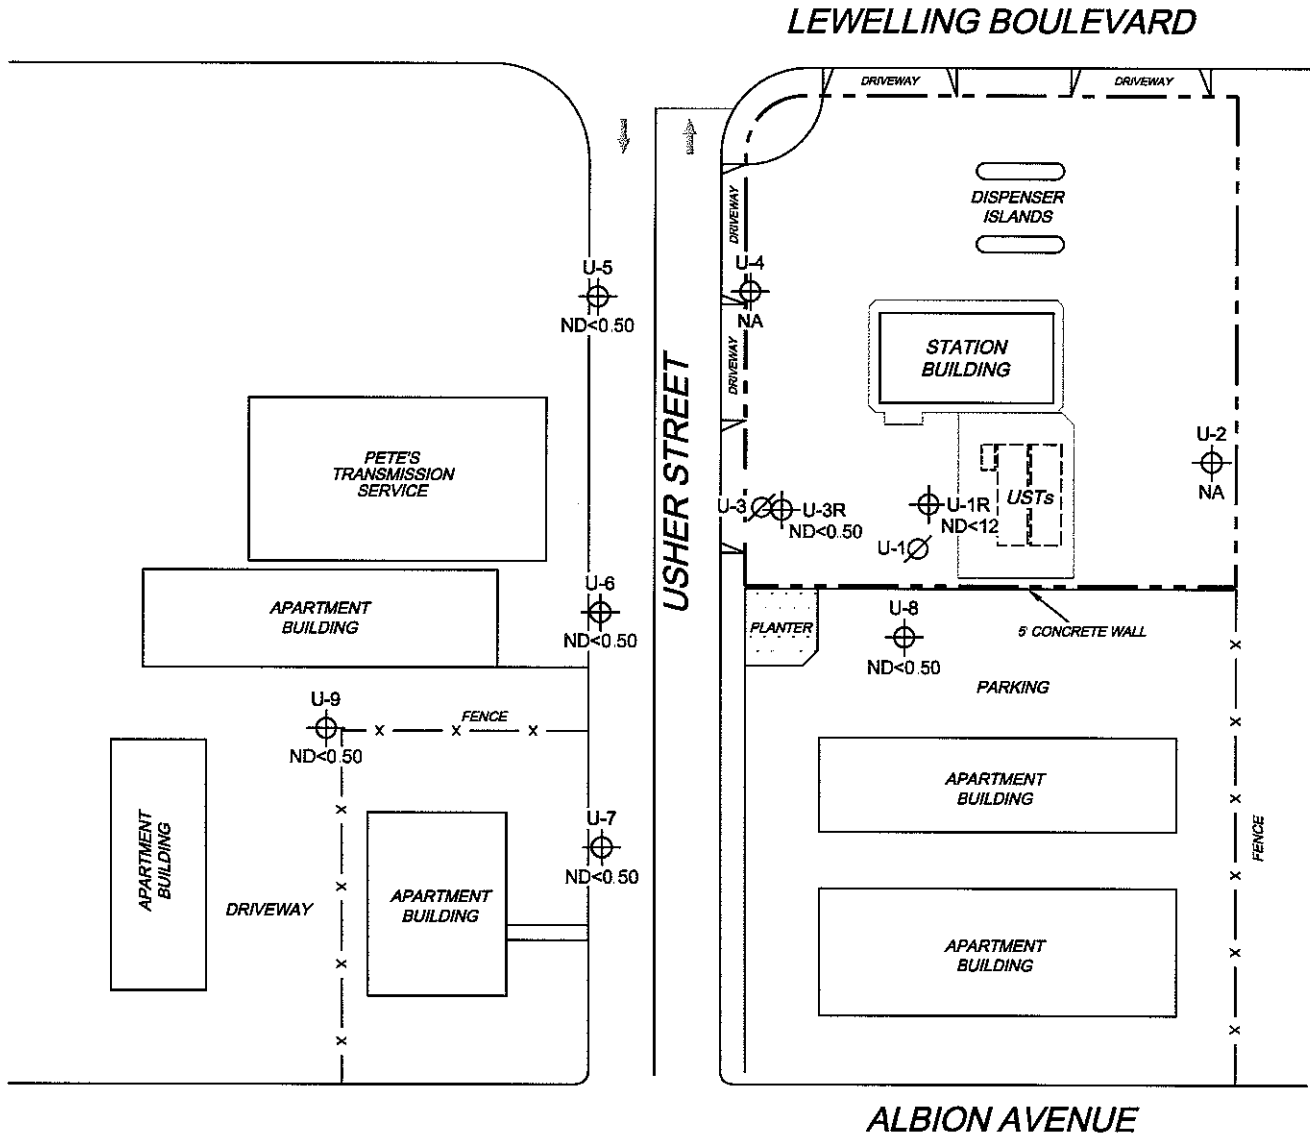 LEWELLING BOULEVARD
DRIVEWAY
DRIVEWAY
DRIVEWAY
DISPENSER
ISLANDS
U-5
ND<0.50
U-4
NA
STATION
BUILDING
DRIVEWAY
USHER STREET
PETE'S
TRANSMISSION
SERVICE
U-2
NA
U-3
U-3R
ND<0.50
U-1R
ND<12
USTs
U-1
APARTMENT
BUILDING
U-6
ND<0.50
PLANTER
U-8
ND<0.50
5' CONCRETE WALL
PARKING
U-9
ND<0.50
FENCE
APARTMENT
BUILDING
APARTMENT
BUILDING
U-7
ND<0.50
FENCE
DRIVEWAY
APARTMENT
BUILDING
APARTMENT
BUILDING
ALBION AVENUE